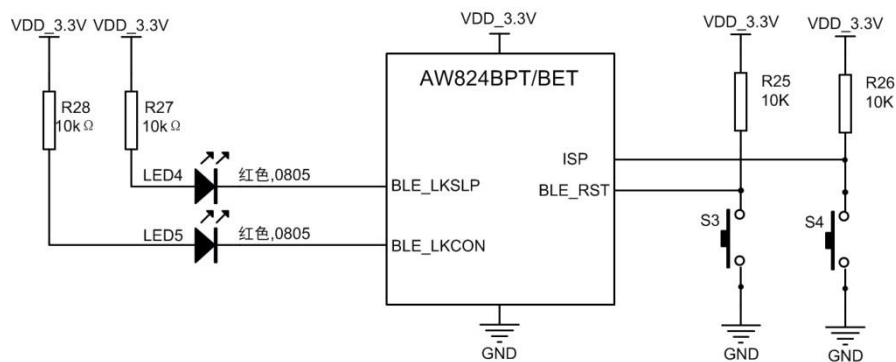 VDD_3.3V
VDD_3.3V
VDD_3.3V
VDD_3.3V
VDD_3.3V
AW824BPT/BET
R28
10kΩ
R27
10kΩ
R25
10K
R26
10K
ISP
LED4
红色,0805
BLE_LKSLP
BLE_RST
LED5
红色,0805
BLE_LKCON
S3
S4
GND
GND
GND